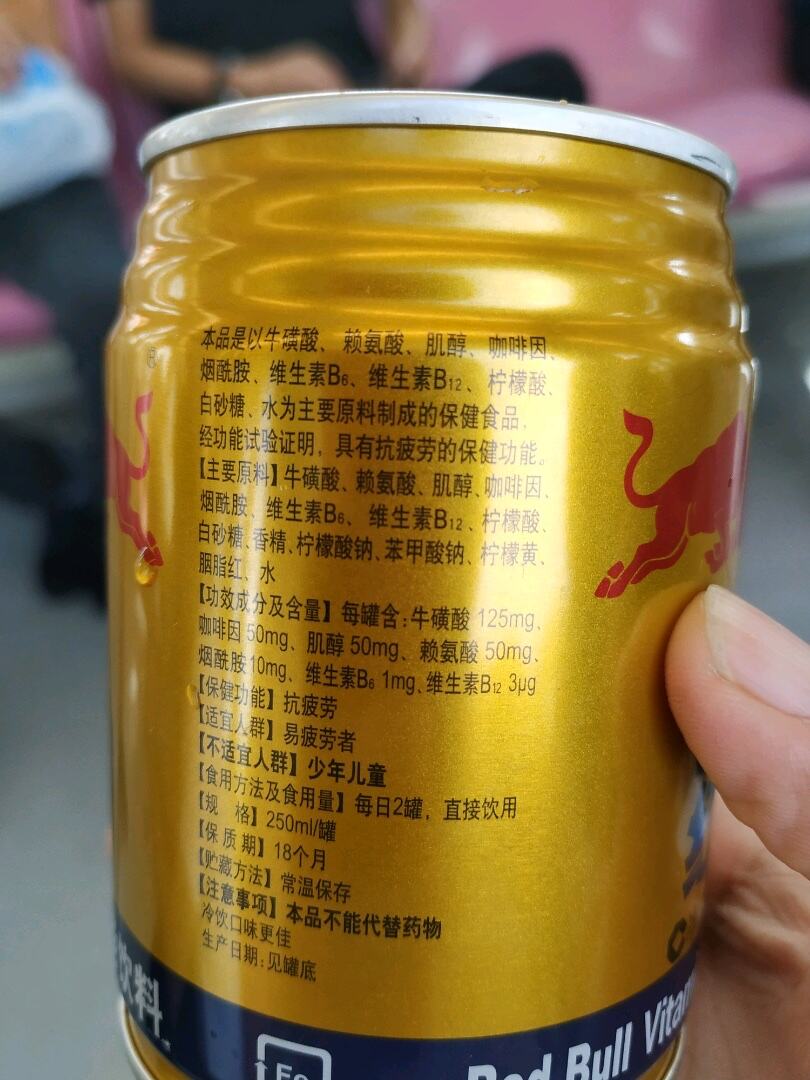 本品是以牛磺酸、赖氨酸、肌醇、咖啡因、
烟酰胺、维生素B6、维生素B12、柠檬酸、
白砂糖、水为主要原料制成的保健食品,
经功能试验证明,具有抗疲劳的保健功能。
【主要原料】牛磺酸、赖氨酸、肌醇、咖啡因、
烟酰胺、维生素B6、维生素B12、柠檬酸、
白砂糖、香精、柠檬酸钠、苯甲酸钠、柠檬黄、
胭脂红、水
【功效成分及含量】每罐含:牛磺酸 125mg、
咖啡因 50mg、肌醇 50mg、赖氨酸 50mg、
烟酰胺10mg、维生素B6 1mg、维生素B12 3μg
【保健功能】抗疲劳
【适宜人群】易疲劳者
【不适宜人群】少年儿童
【食用方法及食用量】每日2罐,直接饮用
【规 格】250ml/罐
【保 质 期】18个月
【贮藏方法】常温保存
【注意事项】本品不能代替药物
冷饮口味更佳
生产日期:见罐底
饮料
Fe
Red Bull Vita